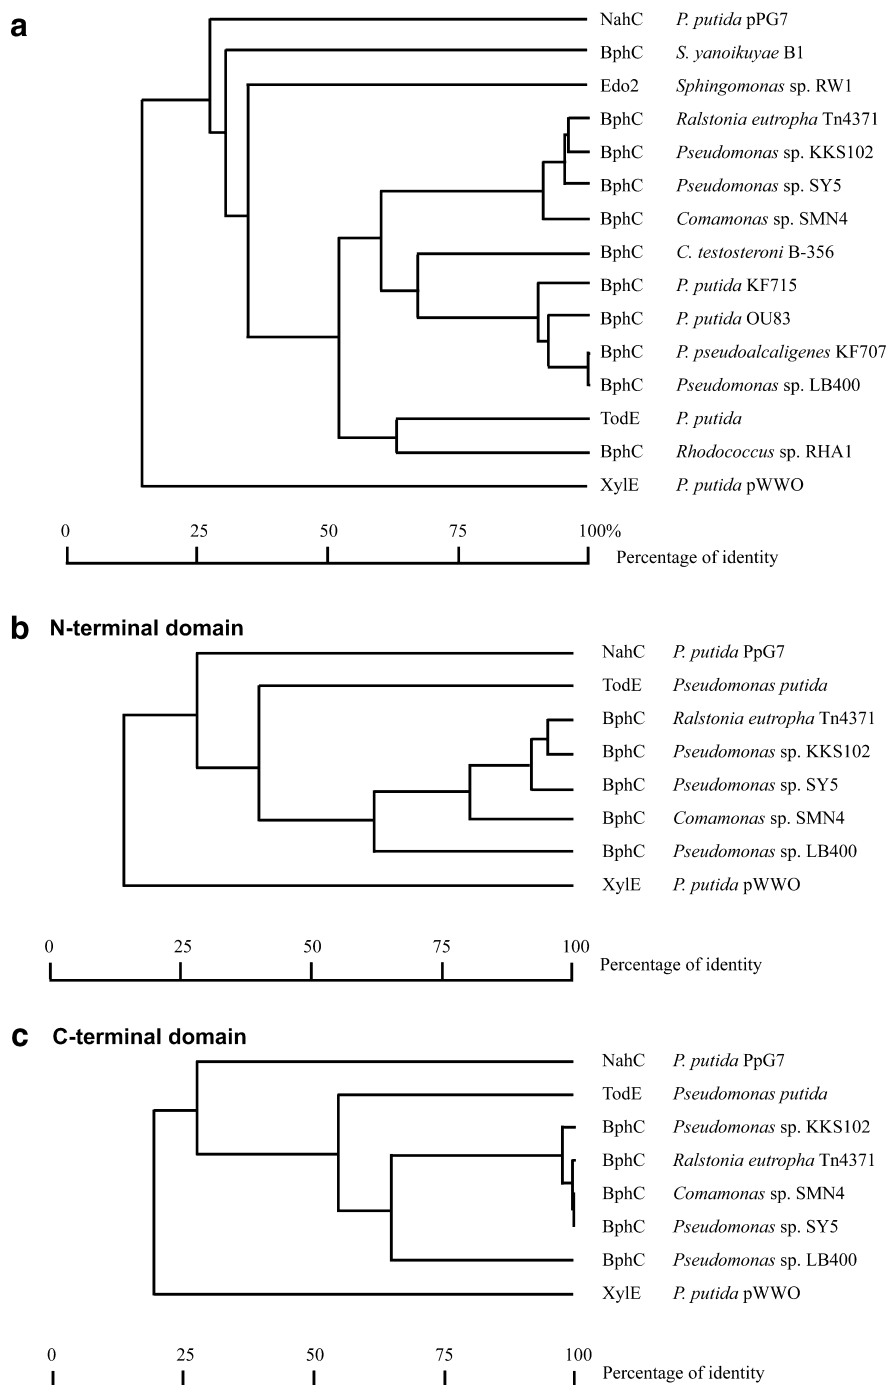 a
NahC P. putida pPG7
BphC S. yanoikuyae B1
Edo2 Sphingomonas sp. RW1
BphC Ralstonia eutropha Tn4371
BphC Pseudomonas sp. KKS102
BphC Pseudomonas sp. SY5
BphC Comamonas sp. SMN4
BphC C. testosteroni B-356
BphC P. putida KF715
BphC P. putida OU83
BphC P. pseudoalcaligenes KF707
BphC Pseudomonas sp. LB400
TodE P. putida
BphC Rhodococcus sp. RHA1
XylE P. putida pWWO
0 25 50 75 100%
Percentage of identity
b N-terminal domain
NahC P. putida PpG7
TodE Pseudomonas putida
BphC Ralstonia eutropha Tn4371
BphC Pseudomonas sp. KKS102
BphC Pseudomonas sp. SY5
BphC Comamonas sp. SMN4
BphC Pseudomonas sp. LB400
XylE P. putida pWWO
0 25 50 75 100
Percentage of identity
c C-terminal domain
NahC P. putida PpG7
TodE Pseudomonas putida
BphC Pseudomonas sp. KKS102
BphC Ralstonia eutropha Tn4371
BphC Comamonas sp. SMN4
BphC Pseudomonas sp. SY5
BphC Pseudomonas sp. LB400
XylE P. putida pWWO
0 25 50 75 100
Percentage of identity